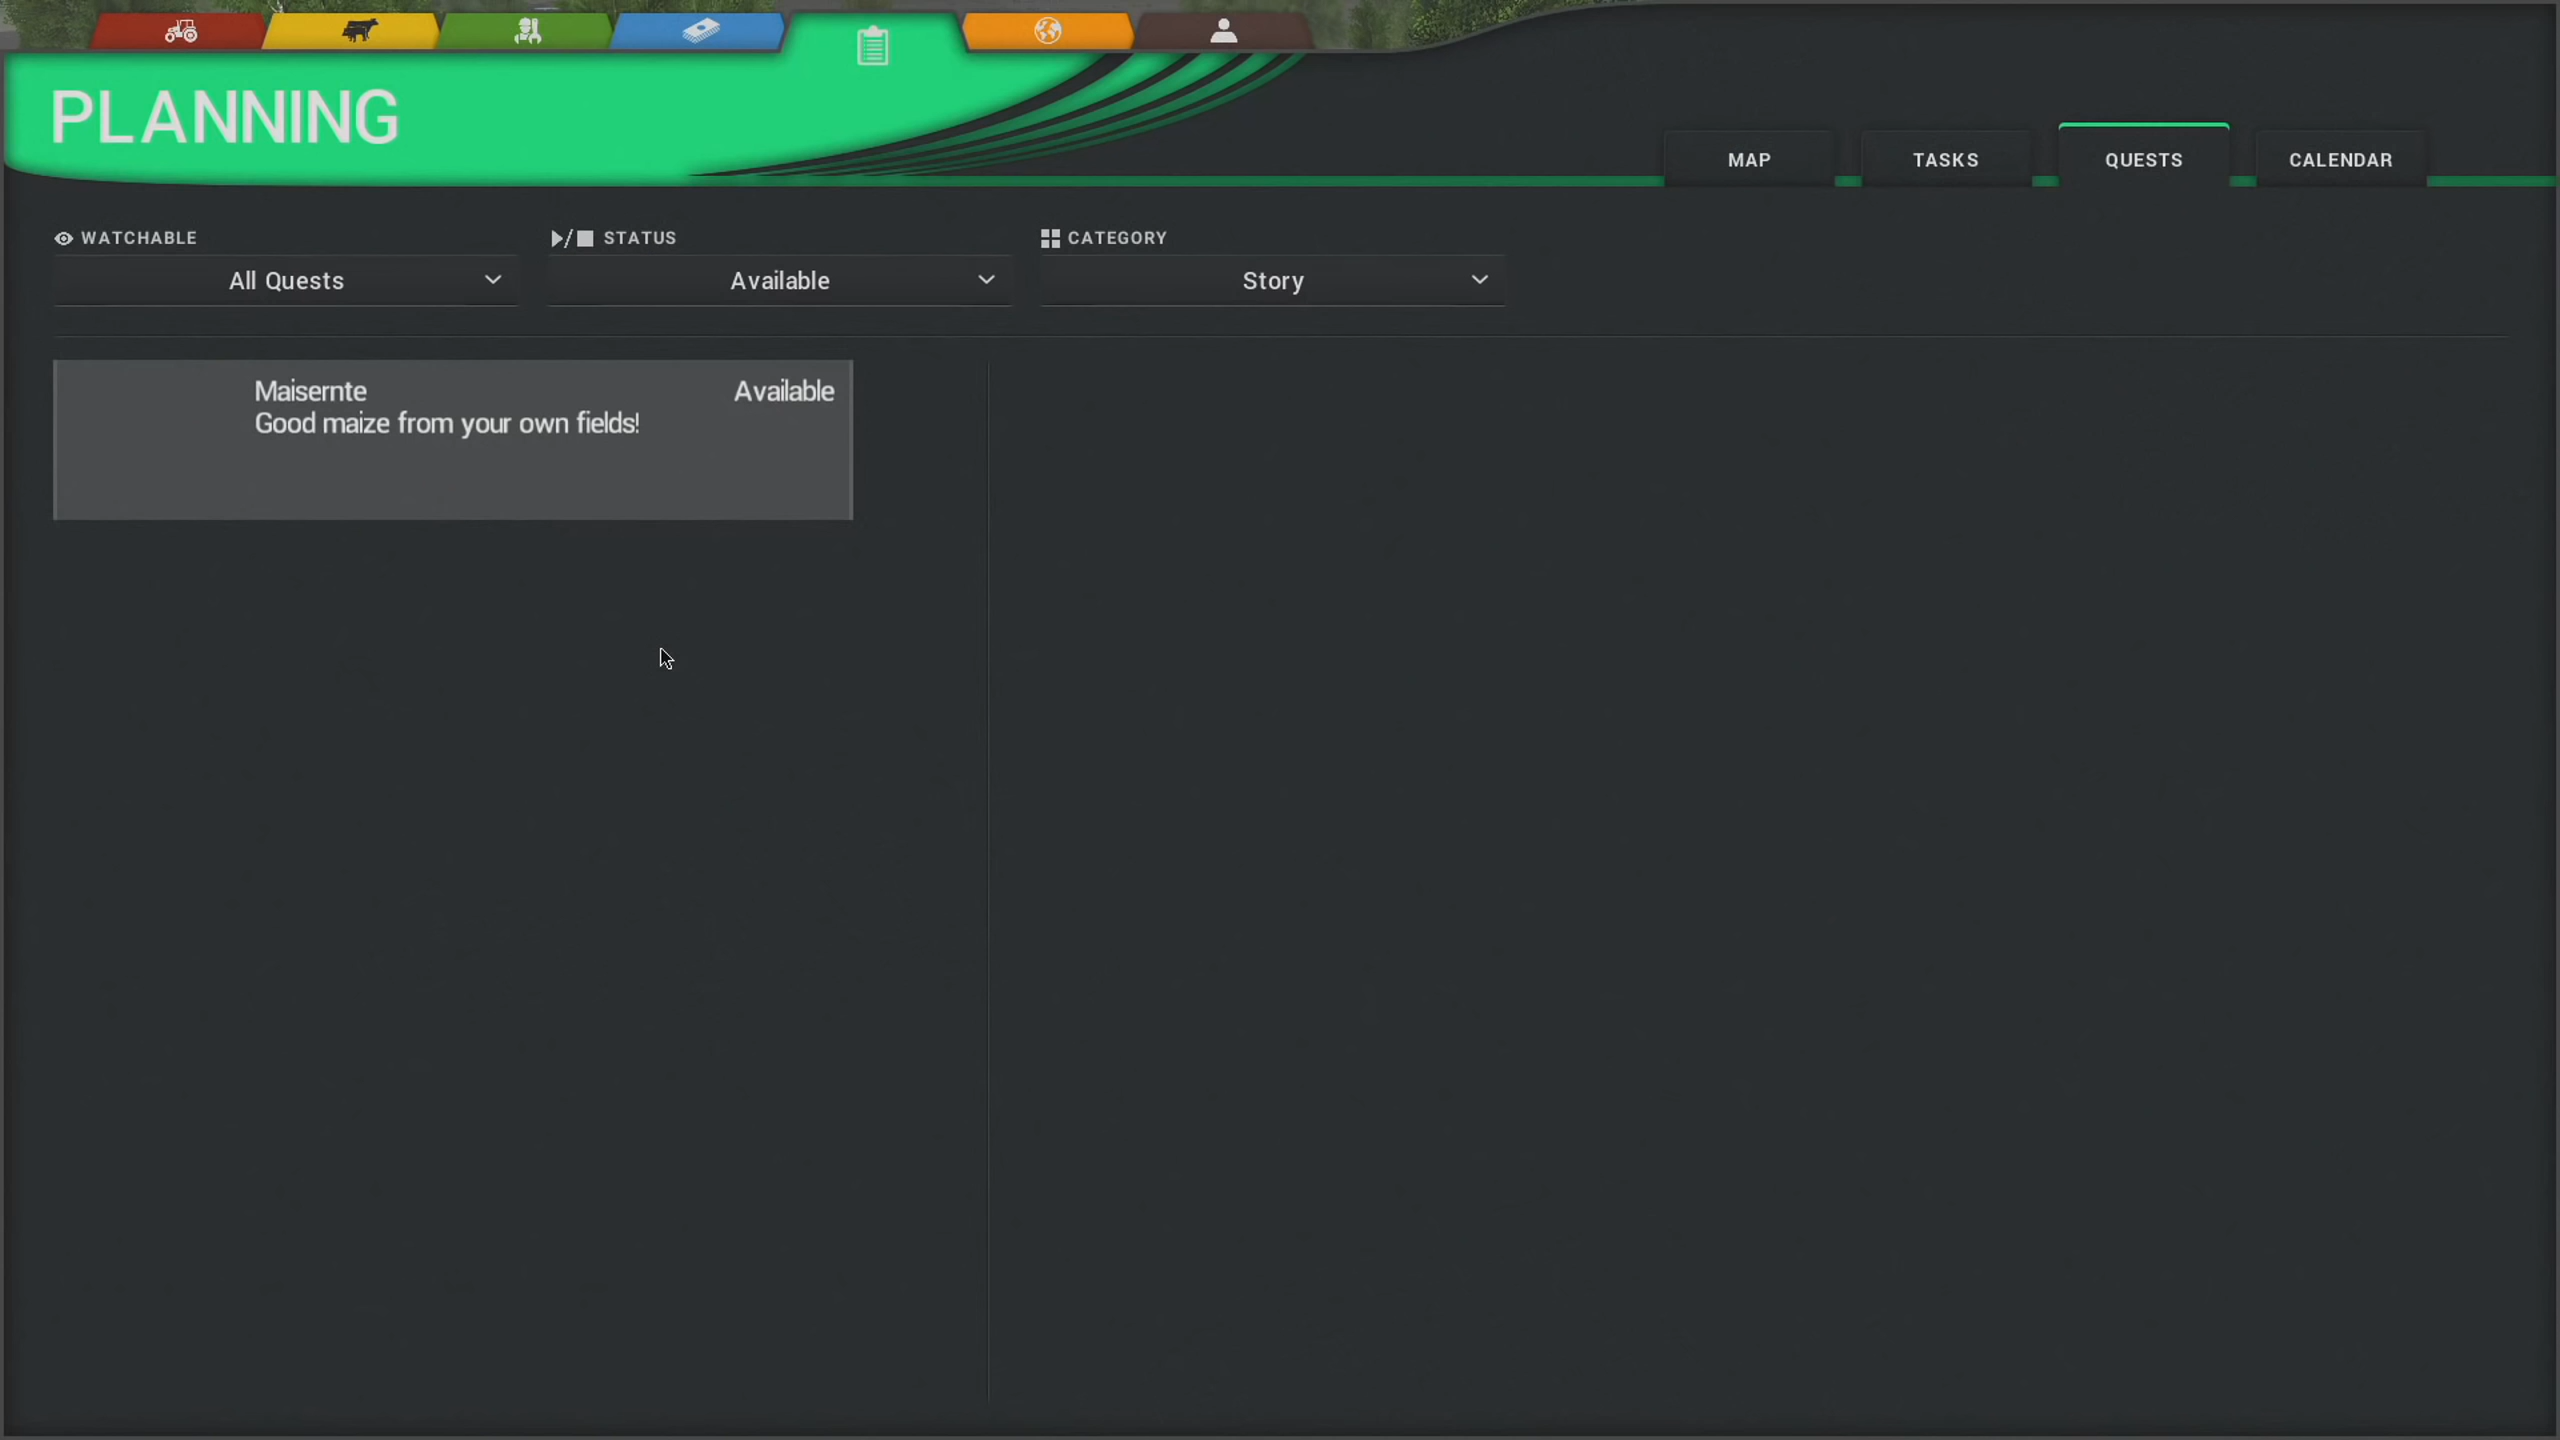 PLANNING
MAP
TASKS
QUESTS
CALENDAR
WATCHABLE
STATUS
CATEGORY
All Quests
Available
Story
Maisernte
Available
Good maize from your own fields!